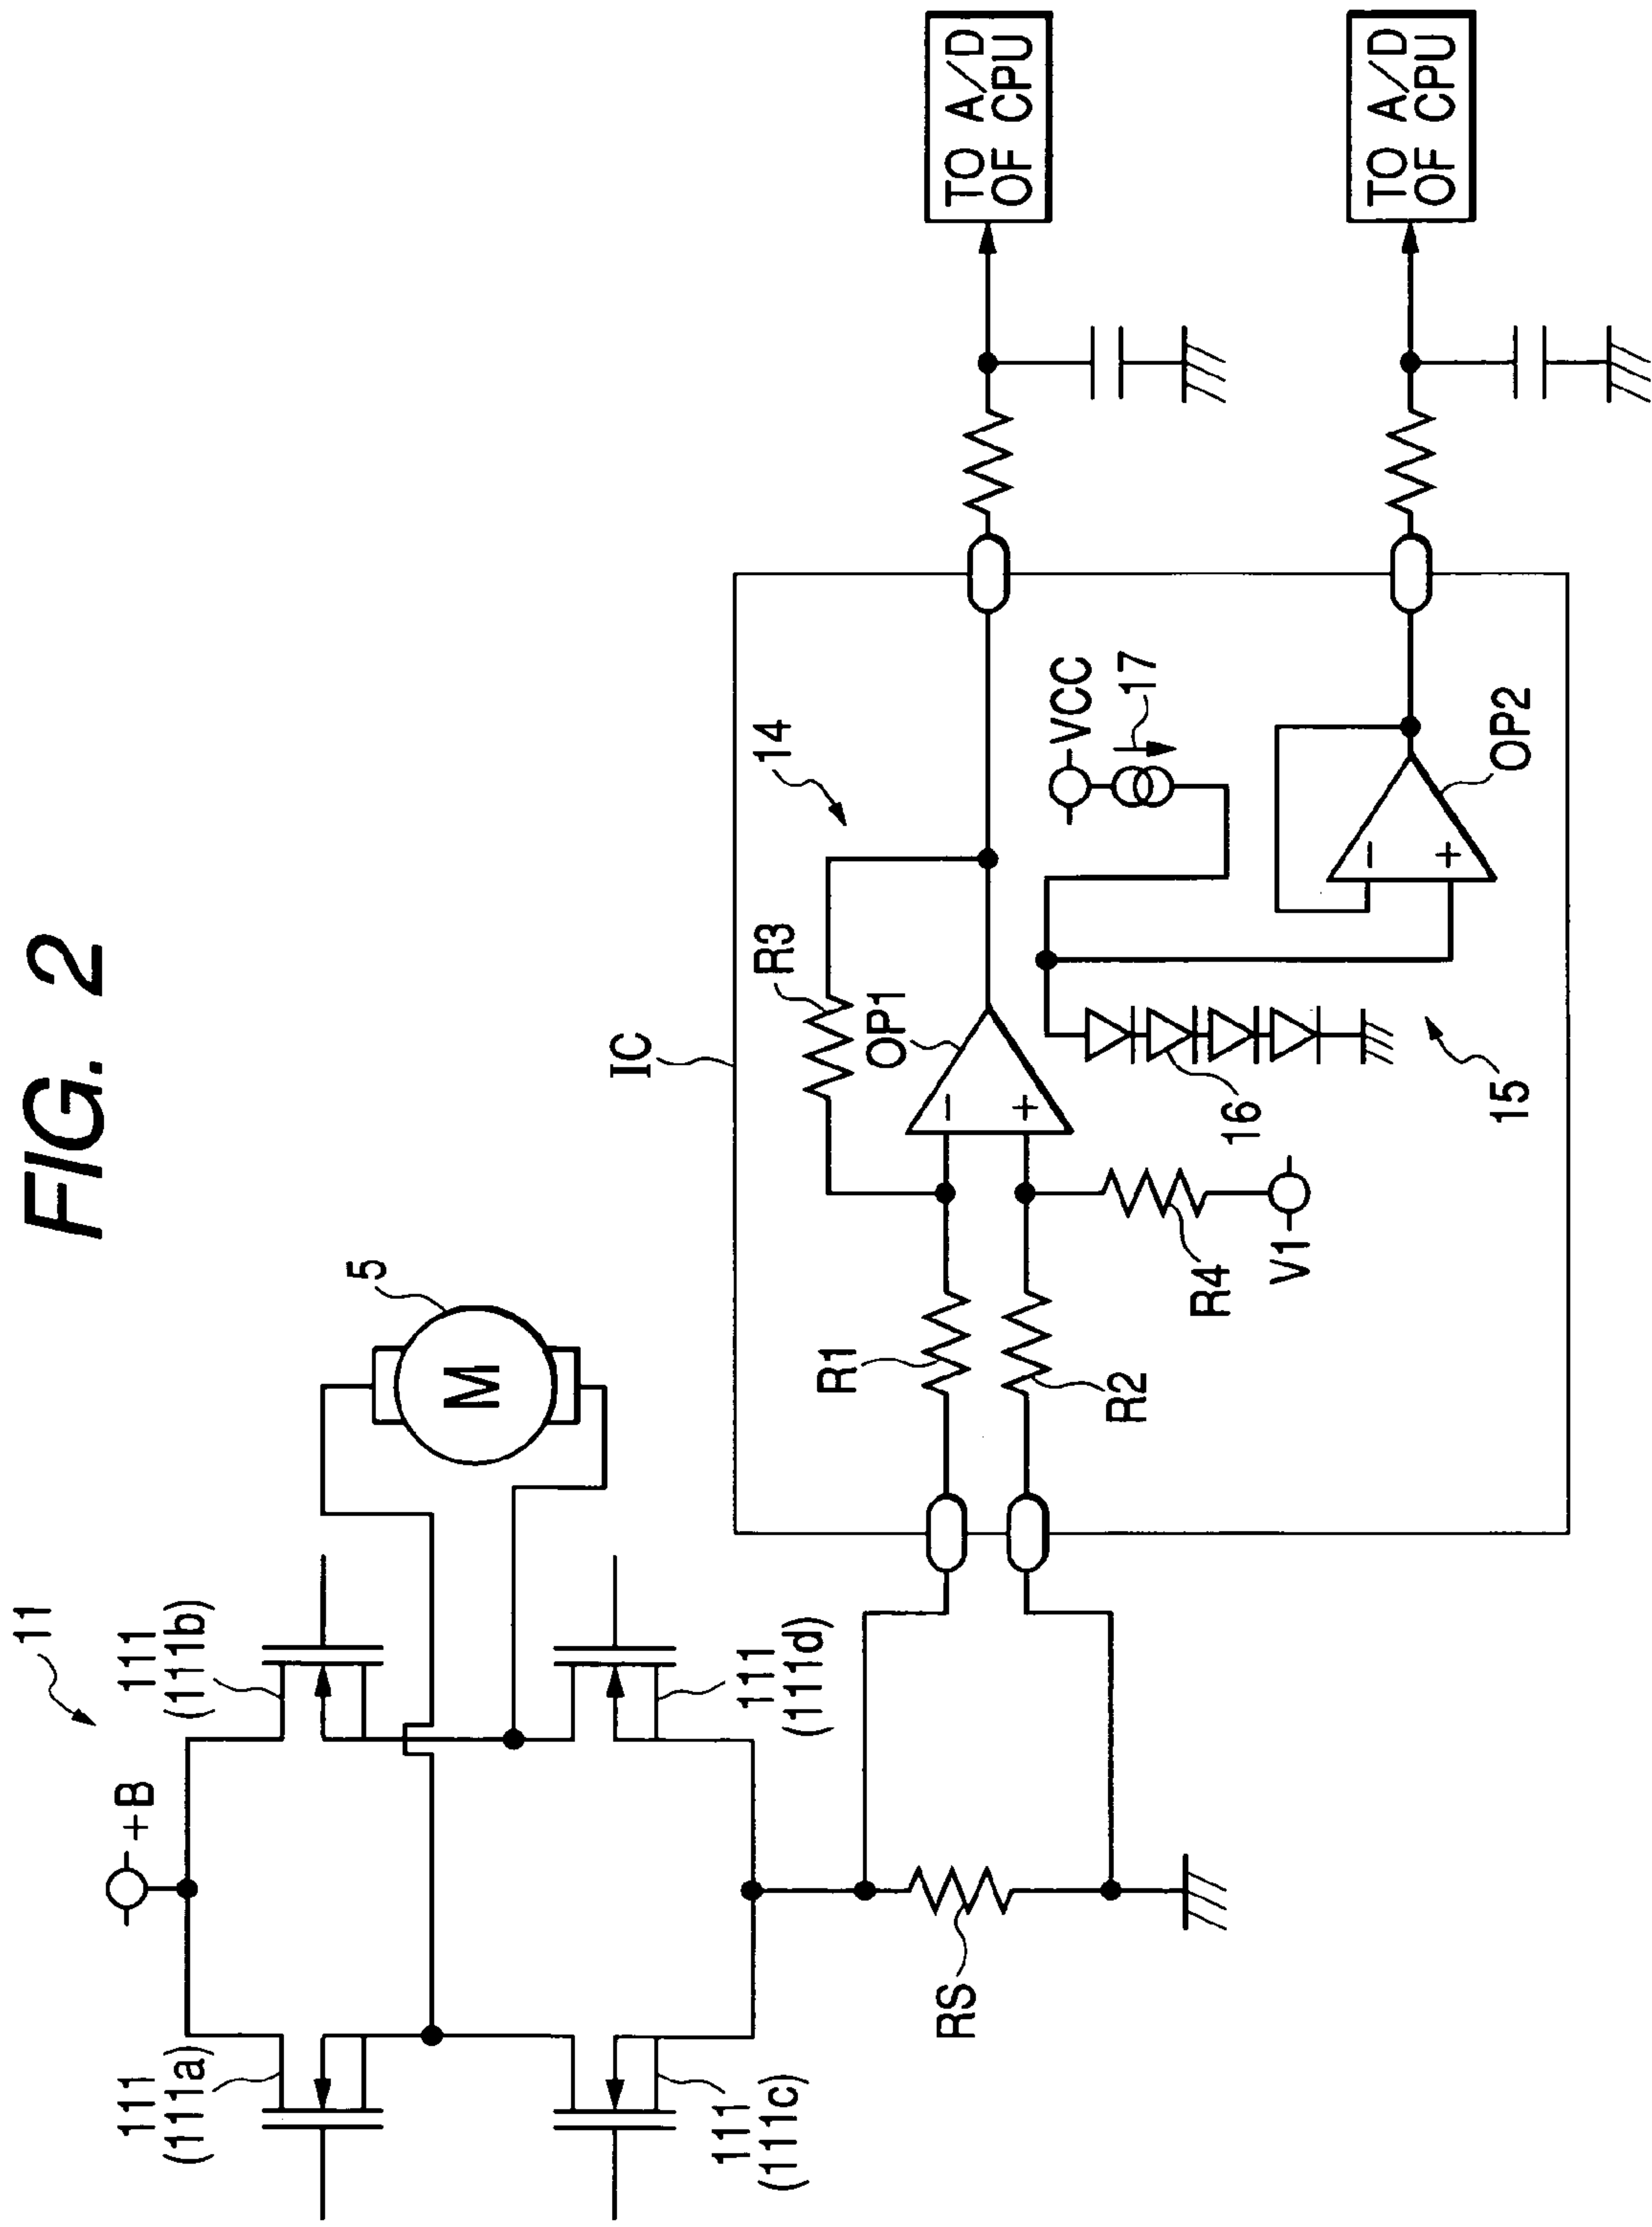 FIG. 2
11
+B
111
(111a)
111
(111b)
5
M
111
(111c)
111
(111d)
RS
IC
14
R3
OP1
R1
R2
R4
V1
-
+
VCC
17
16
15
OP2
-
+
TO A/D
OF CPU
TO A/D
OF CPU